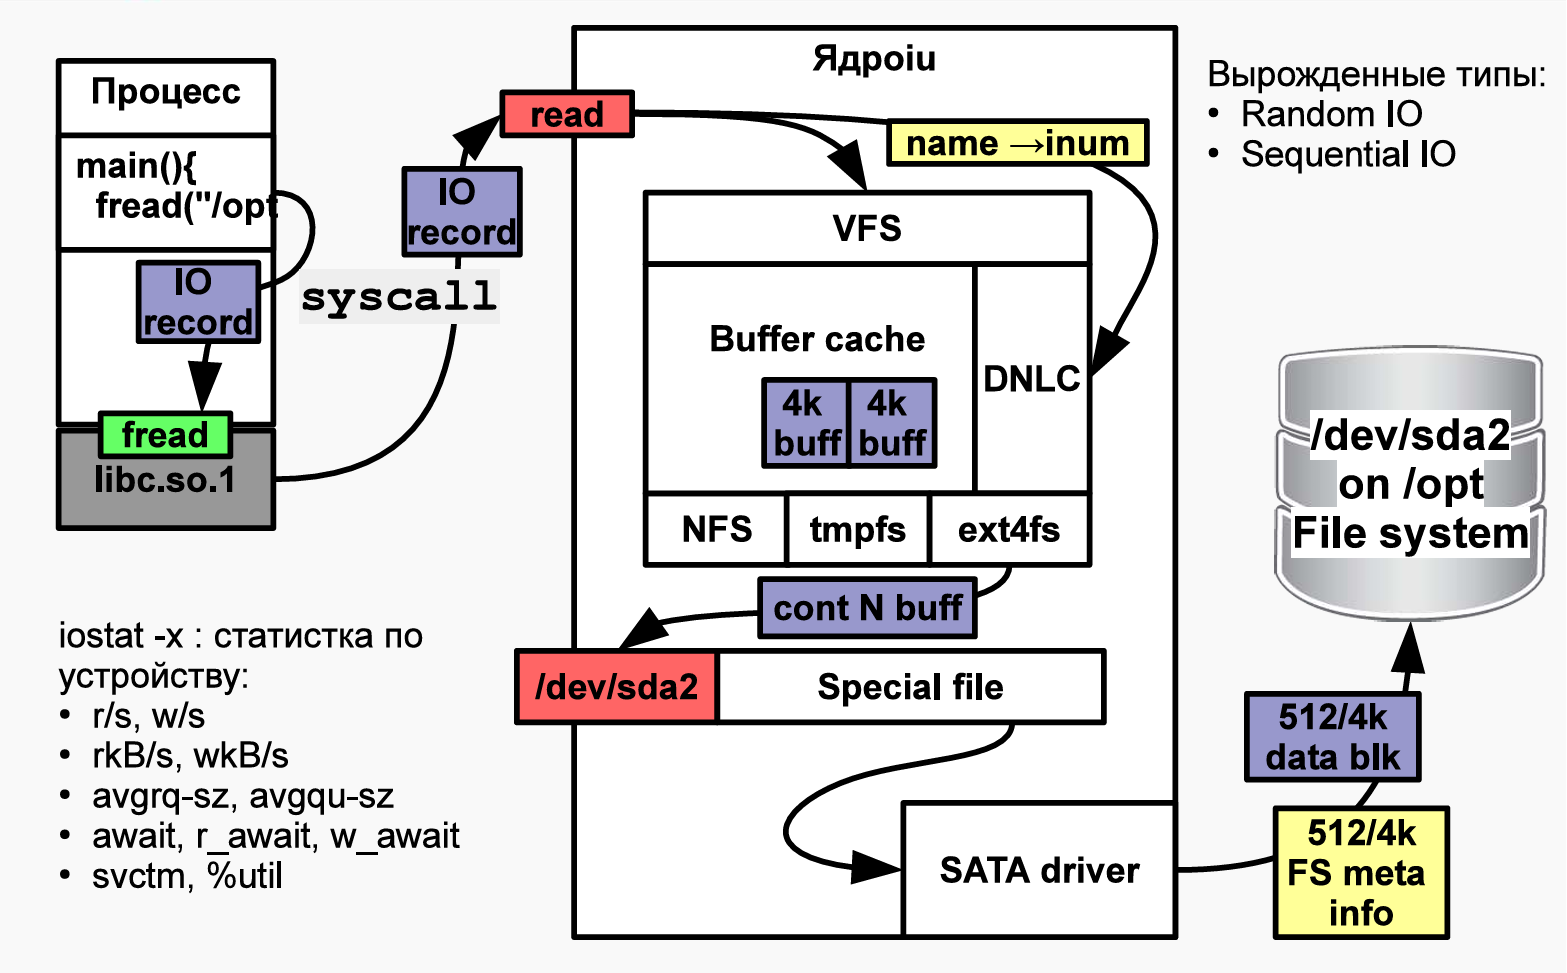 Процесс
main(){
fread("/opt
IO
record
fread
libc.so.1
syscall
IO
record
read
Ядроiu
name →inum
VFS
Buffer cache
4k
buff
4k
buff
DNLC
NFS
tmpfs
ext4fs
cont N buff
/dev/sda2
Special file
SATA driver
Вырожденные типы:
• Random IO
• Sequential IO
/dev/sda2
on /opt
File system
512/4k
data blk
512/4k
FS meta
info
iostat -x : статистка по
устройству:
• r/s, w/s
• rkB/s, wkB/s
• avgrq-sz, avgqu-sz
• await, r_await, w_await
• svctm, %util